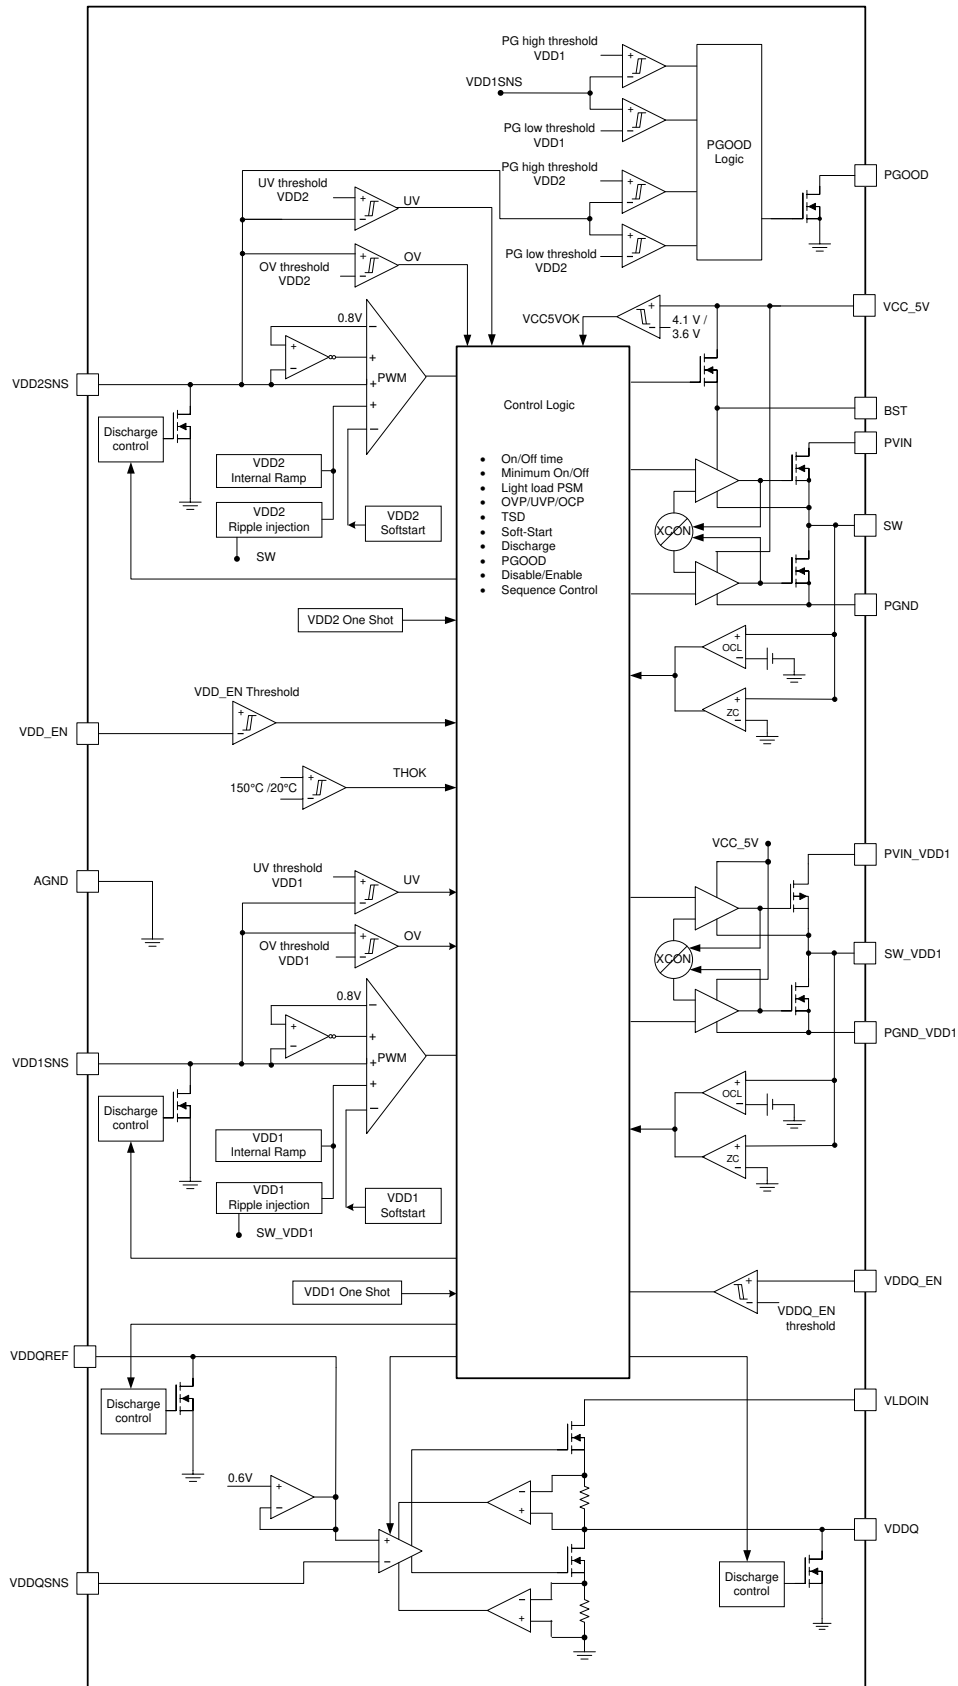 PG high threshold
VDD1
VDD1SNS
PG low threshold
VDD1
PGOOD
Logic
PG high threshold
VDD2
PG low threshold
VDD2
PGOOD
UV threshold
VDD2
UV
OV threshold
VDD2
OV
VCC5VOK
4.1 V /
3.6 V
VCC_5V
0.8V
PWM
VDD2SNS
Discharge
control
VDD2
Internal Ramp
VDD2
Ripple injection
SW
VDD2
Softstart
Control Logic
• On/Off time
• Minimum On/Off
• Light load PSM
• OVP/UVP/OCP
• TSD
• Soft-Start
• Discharge
• PGOOD
• Disable/Enable
• Sequence Control
BST
PVIN
XCON
SW
PGND
VDD2 One Shot
OCL
ZC
VDD_EN Threshold
VDD_EN
150°C /20°C
THOK
VCC_5V
PVIN_VDD1
AGND
UV threshold
VDD1
UV
OV threshold
VDD1
OV
XCON
SW_VDD1
PGND_VDD1
0.8V
PWM
VDD1SNS
Discharge
control
VDD1
Internal Ramp
VDD1
Ripple injection
SW_VDD1
VDD1
Softstart
OCL
ZC
VDD1 One Shot
VDDQ_EN
VDDQ_EN
threshold
VDDQREF
Discharge
control
VLDOIN
0.6V
VDDQ
VDDQSNS
Discharge
control
+
−